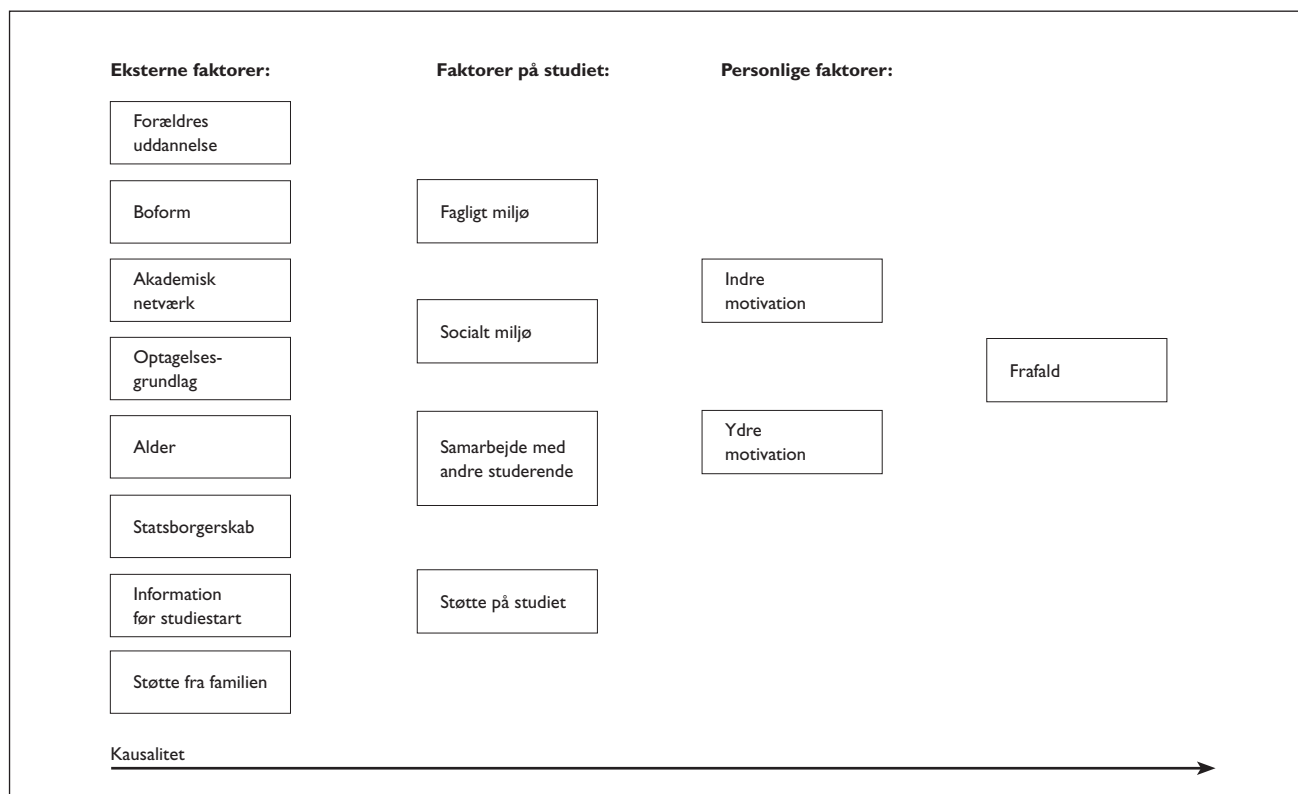 Eksterne faktorer:
Forældres
uddannelse
Boform
Akademisk
netværk
Optagelses-
grundlag
Alder
Statsborgerskab
Information
før studiestart
Støtte fra familien
Faktorer på studiet:
Fagligt miljø
Socialt miljø
Samarbejde med
andre studerende
Støtte på studiet
Personlige faktorer:
Indre
motivation
Ydre
motivation
Frafald
Kausalitet